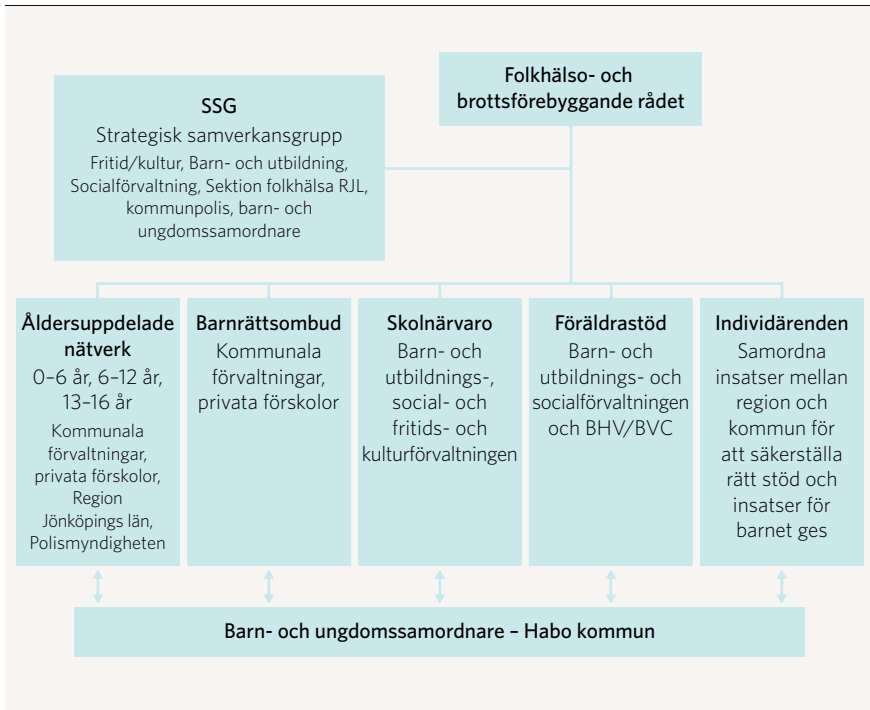 Folkhälso- och
brottsförebyggande rådet
SSG
Strategisk samverkansgrupp
Fritid/kultur, Barn- och utbildning,
Socialförvaltning, Sektion folkhälsa RJL,
kommunpolis, barn- och
ungdomssamordnare
Åldersuppdelade
nätverk
0–6 år, 6–12 år,
13–16 år
Kommunala
förvaltningar,
privata förskolor,
Region
Jönköpings län,
Polismyndigheten
Barnrättsombud
Kommunala
förvaltningar,
privata förskolor
Skolnärvaro
Barn- och
utbildnings-,
social- och
fritids- och
kulturförvaltningen
Föräldrastöd
Barn- och
utbildnings- och
socialförvaltningen
och BHV/BVC
Individärenden
Samordna
insatser mellan
region och
kommun för
att säkerställa
rätt stöd och
insatser för
barnet ges
Barn- och ungdomssamordnare – Habo kommun